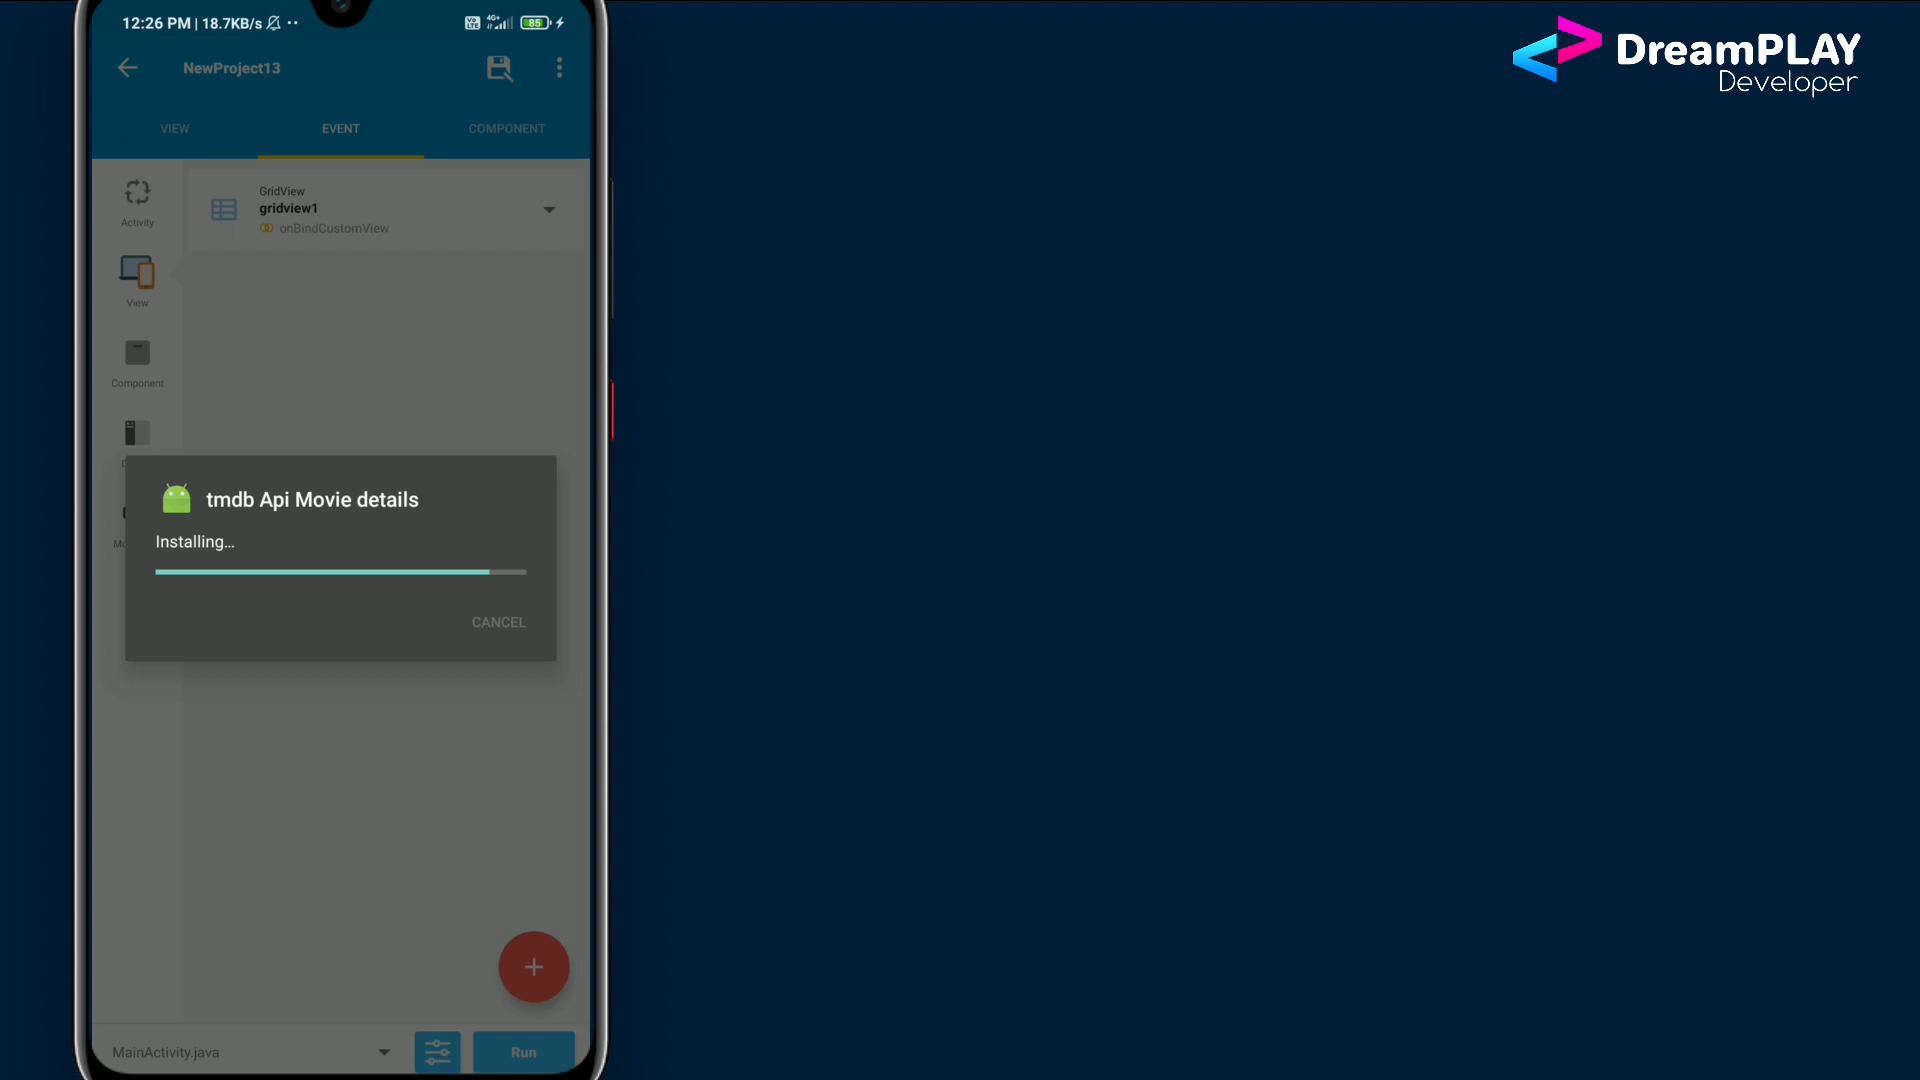 12:26 PM | 18.7KB/s
4G+
85
DreamPLAY
Developer
NewProject13
VIEW
EVENT
COMPONENT
Activity
GridView
gridview1
onBindCustomView
View
Component
tmdb Api Movie details
Installing...
CANCEL
MainActivity.java
Run